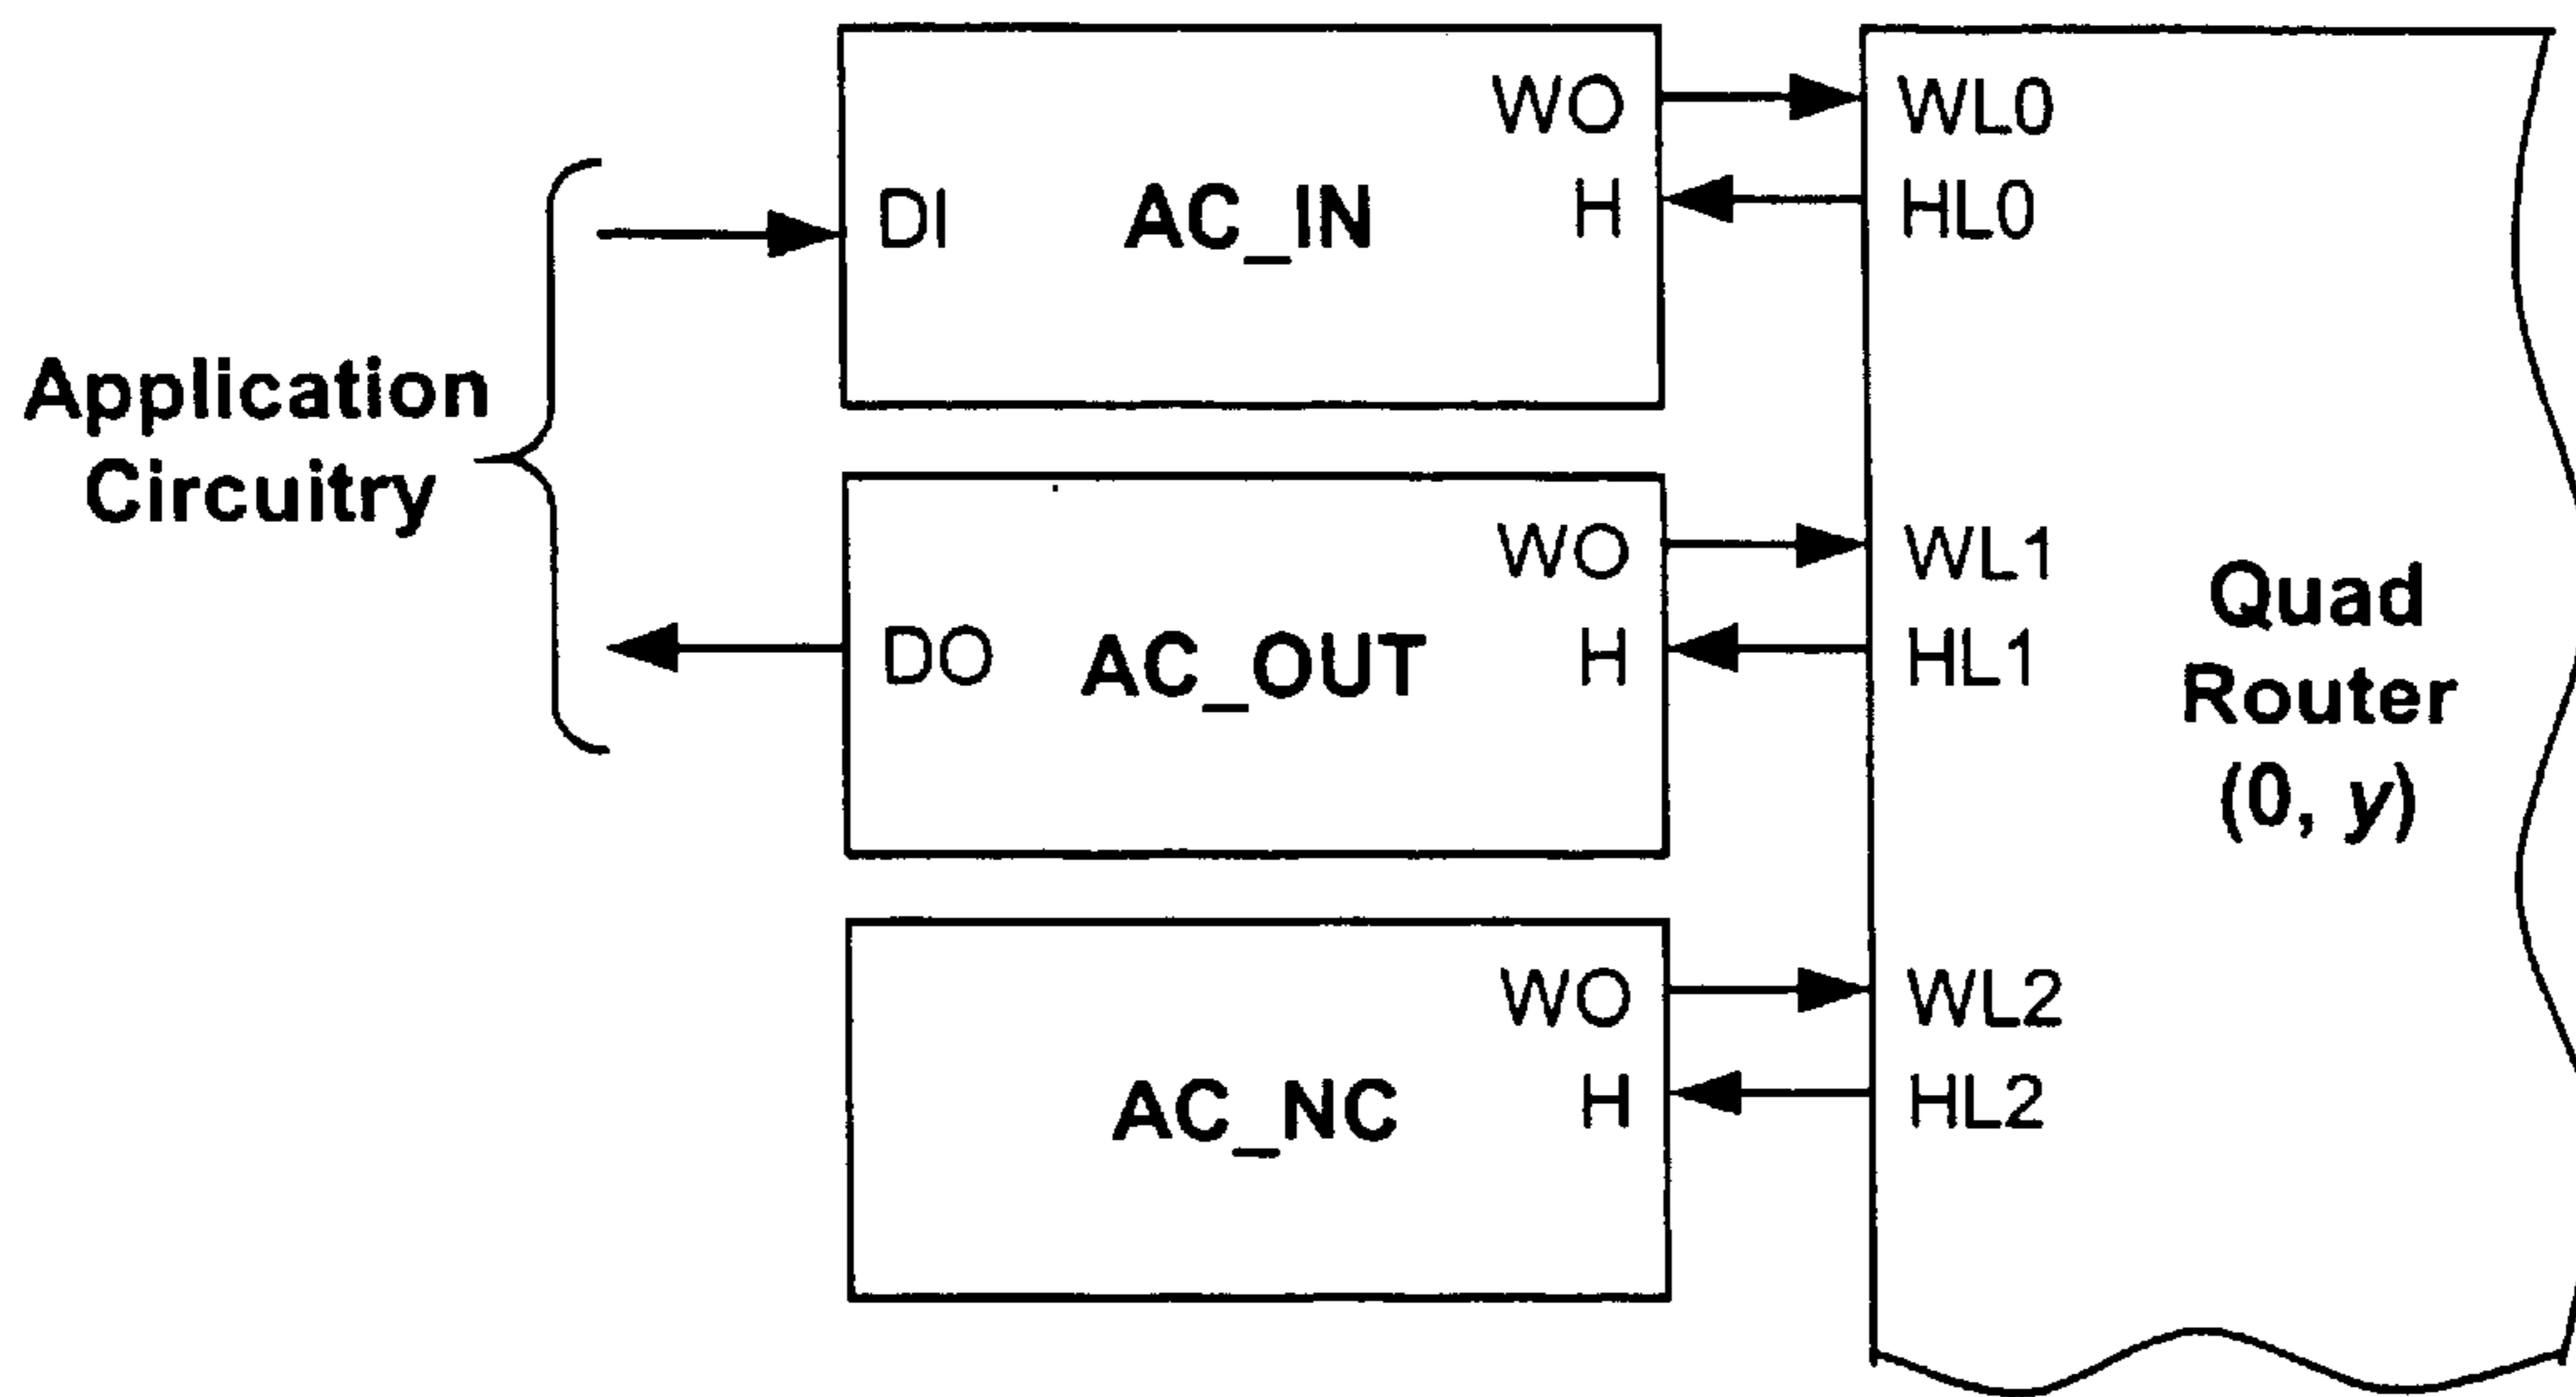 Application
Circuitry
DI
AC_IN
WO
H
WL0
HL0
DO
AC_OUT
WO
H
WL1
HL1
AC_NC
WO
H
WL2
HL2
Quad
Router
(0, y)